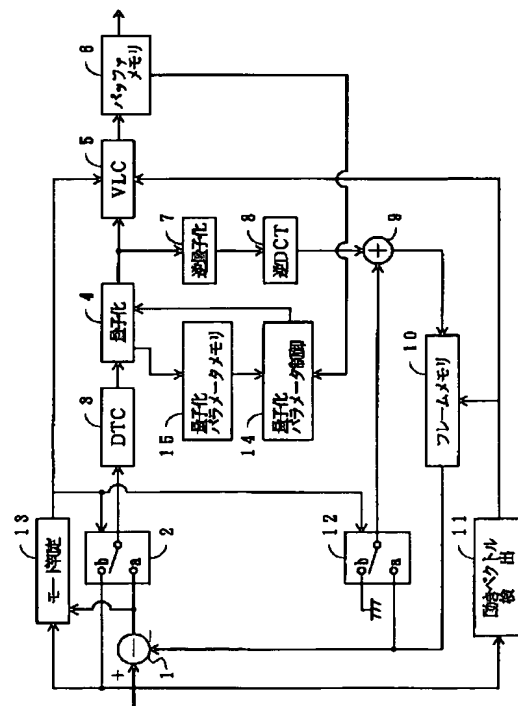 13
モード判定
b
a
2
+
−
−
1
3
DTC
4
量子化
5
VLC
6
バッファ
メモリ
7
逆量子化
8
逆DCT
+
9
15
量子化
パラメータメモリ
14
量子化
パラメータ制御
12
b
a
10
フレームメモリ
11
動きベクトル
検出